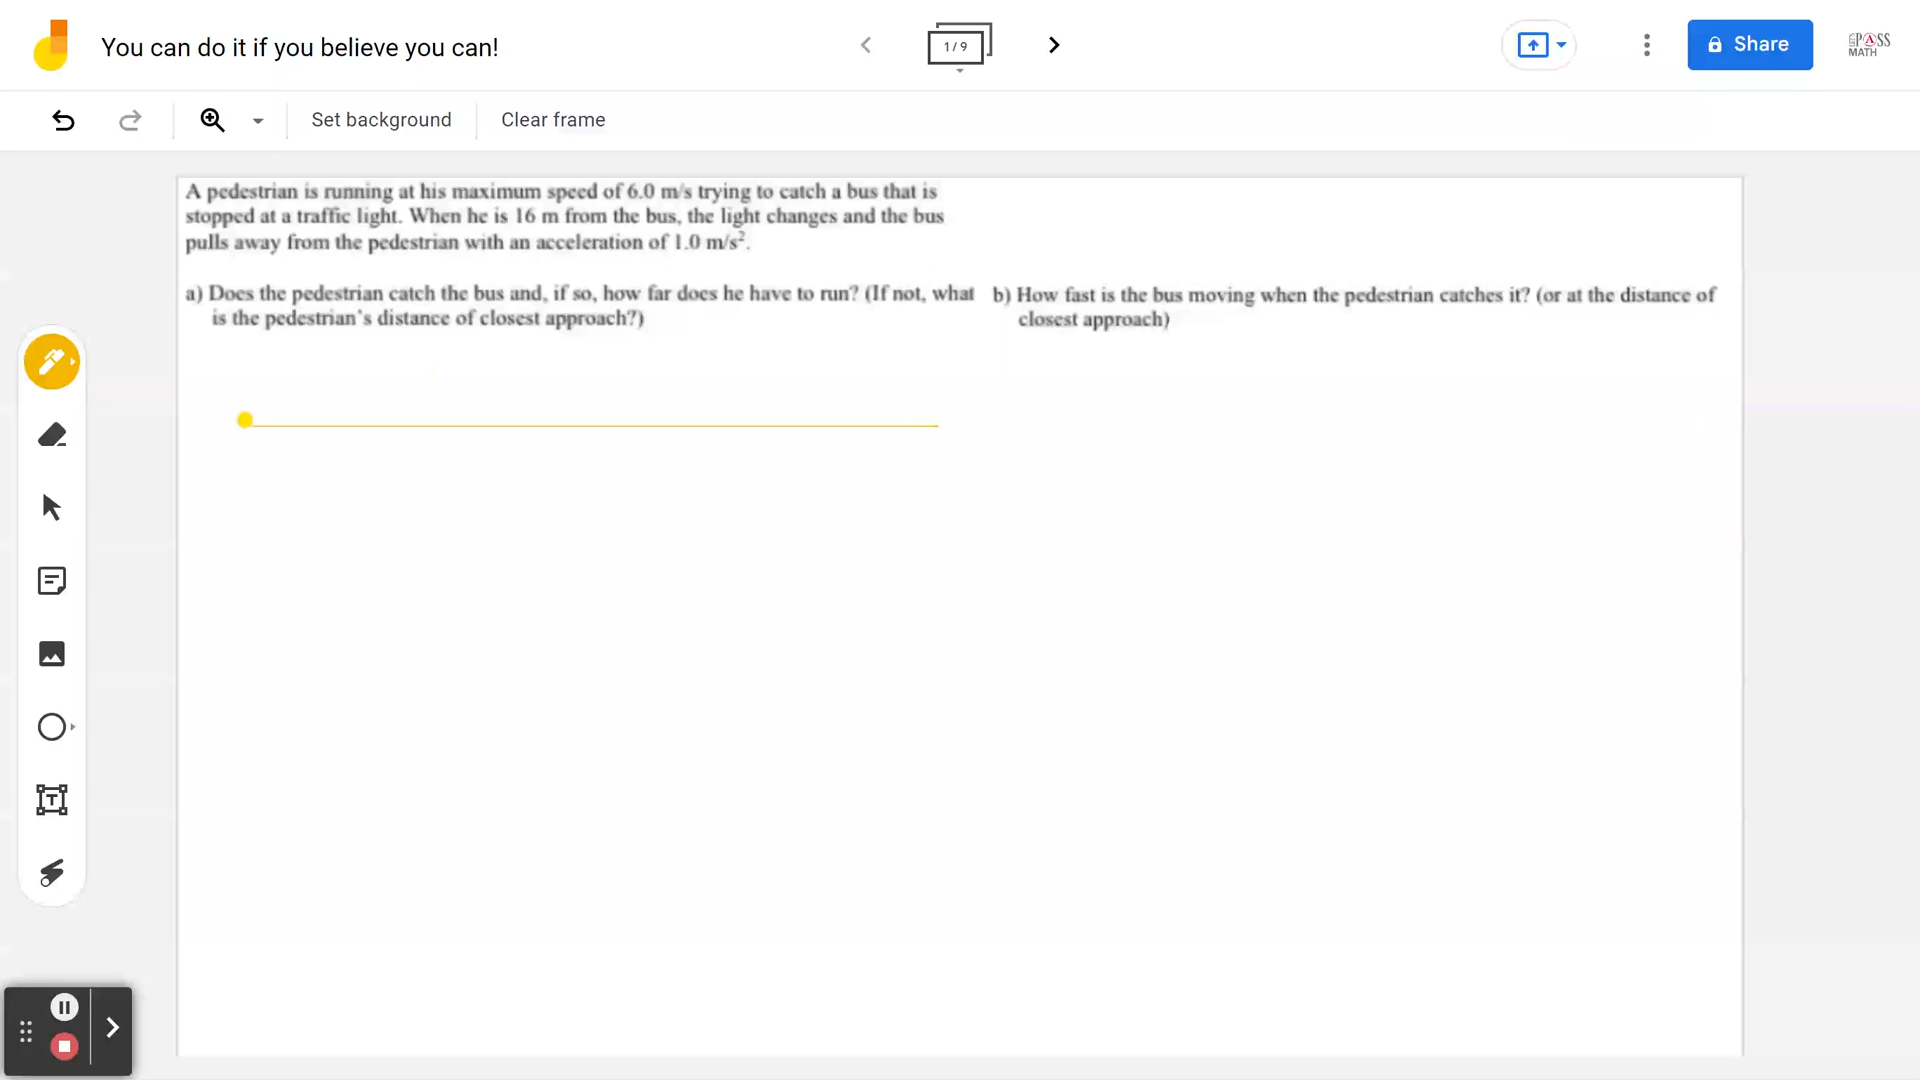 You can do it if you believe you can!
1 / 9
Share
PASS
MATH
Set background
Clear frame
A pedestrian is running at his maximum speed of 6.0 m/s trying to catch a bus that is
stopped at a traffic light. When he is 16 m from the bus, the light changes and the bus
pulls away from the pedestrian with an acceleration of 1.0 m/s².
a) Does the pedestrian catch the bus and, if so, how far does he have to run? (If not, what
is the pedestrian's distance of closest approach?)
b) How fast is the bus moving when the pedestrian catches it? (or at the distance of
closest approach)